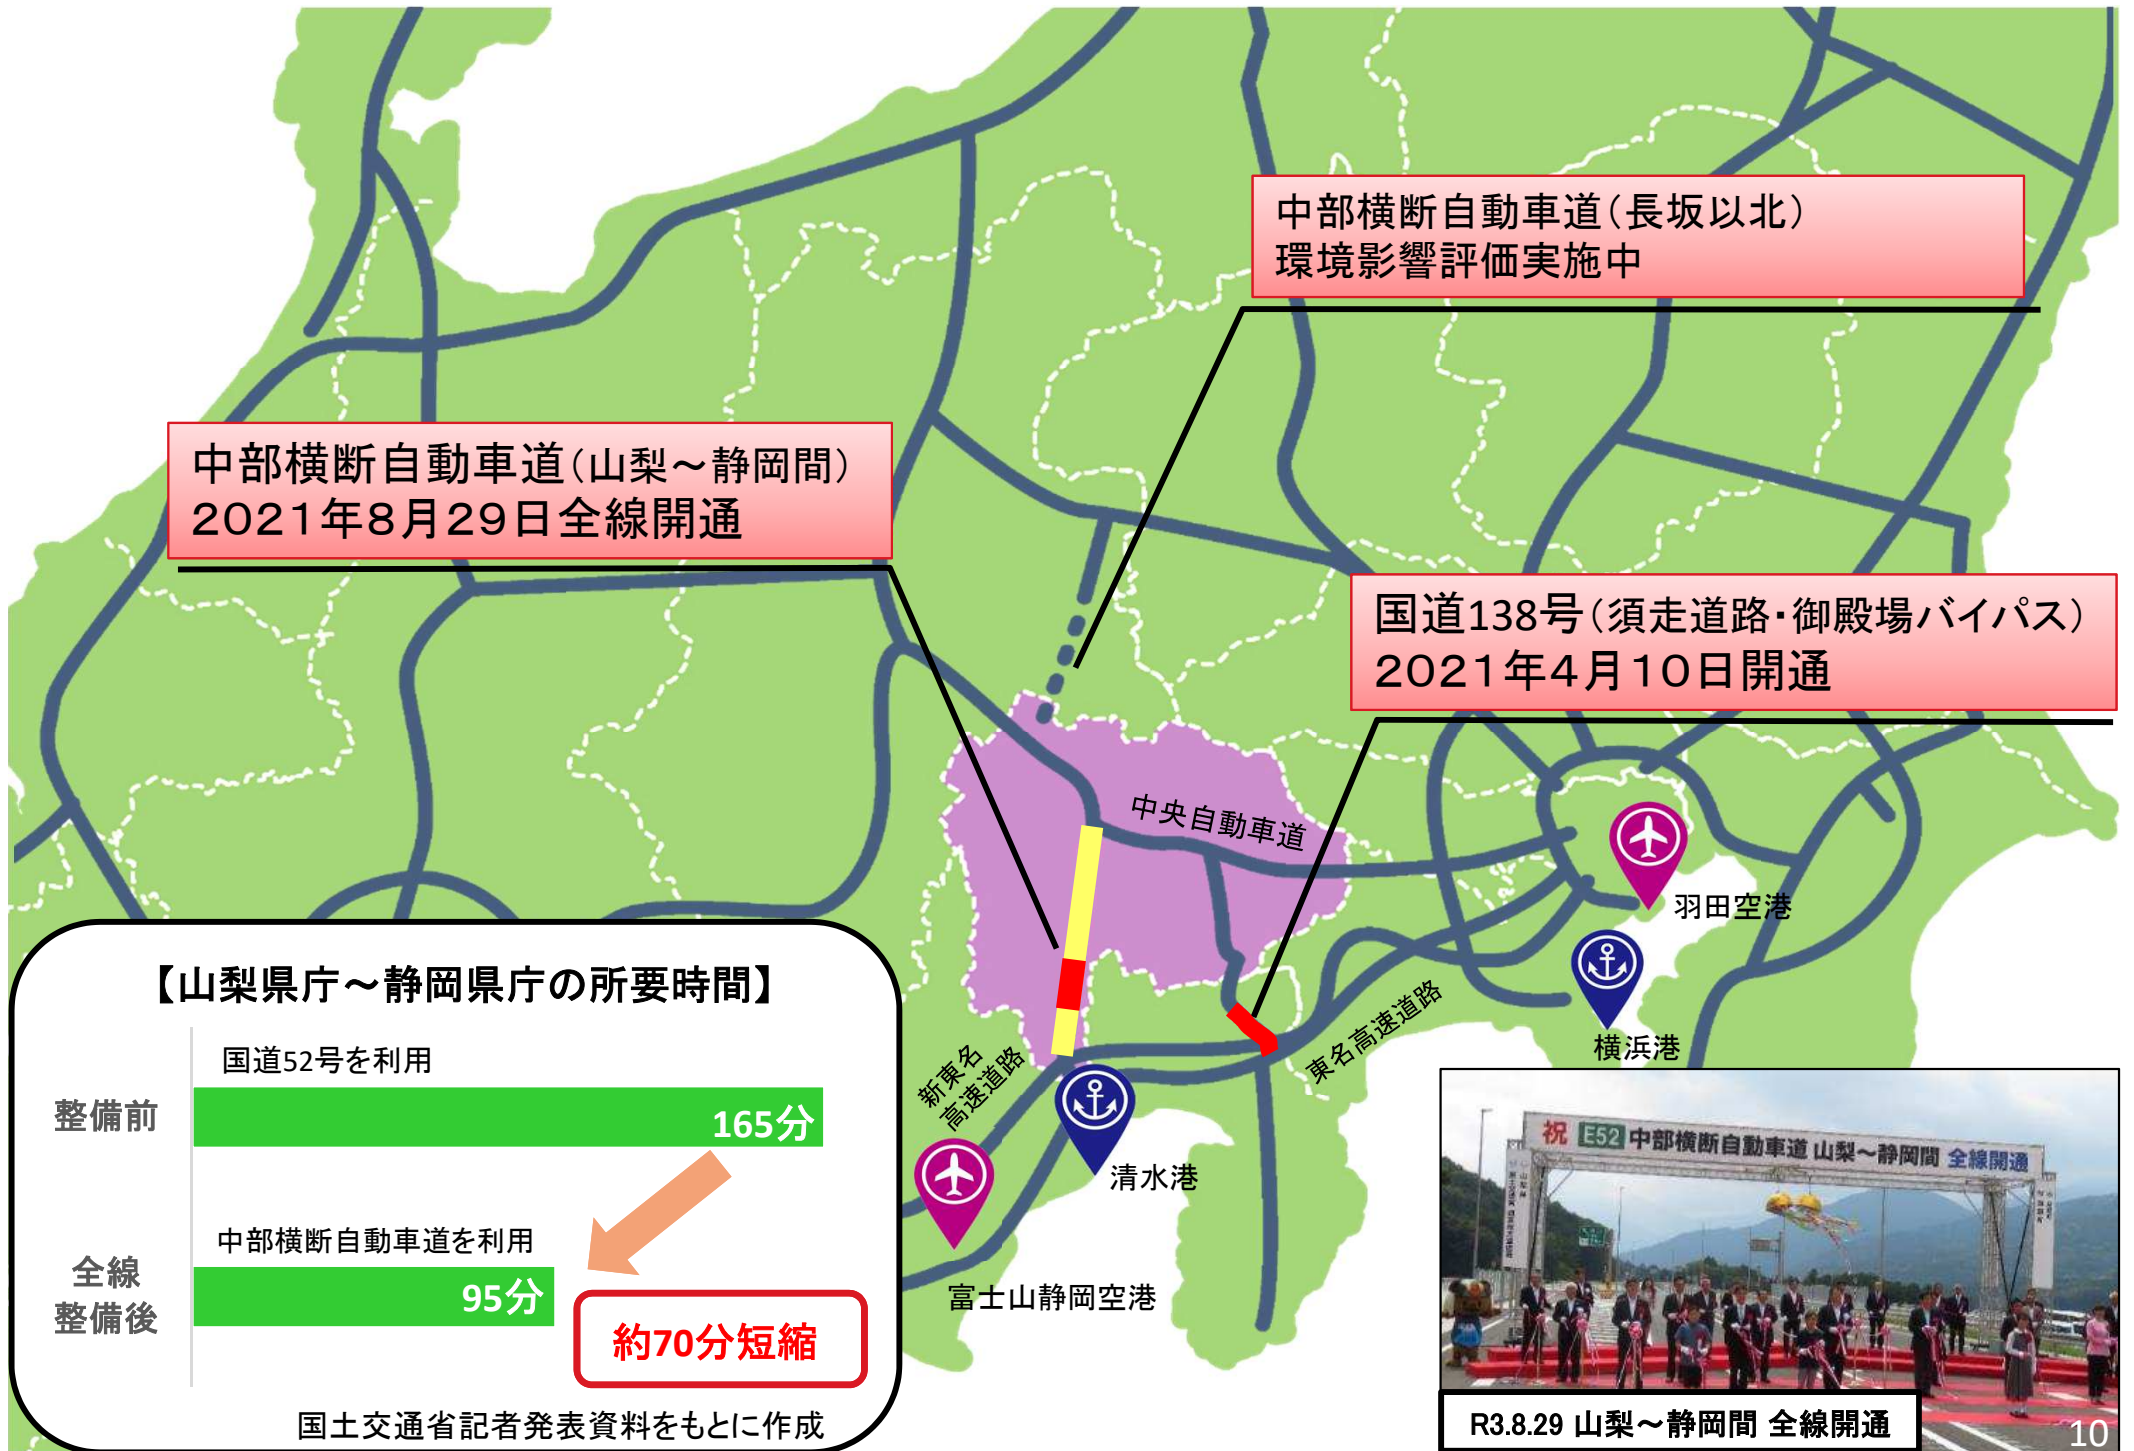 中部横断自動車道（長坂以北）
環境影響評価実施中
中部横断自動車道（山梨～静岡間）
2021年8月29日全線開通
国道138号（須走道路・御殿場バイパス）
2021年4月10日開通
中央自動車道
羽田空港
横浜港
東名高速道路
新東名
高速道路
清水港
富士山静岡空港
【山梨県庁～静岡県庁の所要時間】
国道52号を利用
整備前
165分
中部横断自動車道を利用
全線
整備後
95分
約70分短縮
国土交通省記者発表資料をもとに作成
祝 E52 中部横断自動車道 山梨～静岡間 全線開通
R3.8.29 山梨～静岡間 全線開通
10